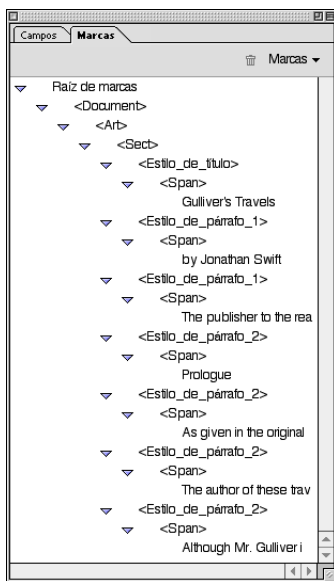 Campos Marcas
Marcas
Raíz de marcas
<Document>
<Art>
<Sect>
<Estilo_de_título>
<Span>
Gulliver's Travels
<Estilo_de_párrafo_1>
<Span>
by Jonathan Swift
<Estilo_de_párrafo_1>
<Span>
The publisher to the rea
<Estilo_de_párrafo_2>
<Span>
Prologue
<Estilo_de_párrafo_2>
<Span>
As given in the original
<Estilo_de_párrafo_2>
<Span>
The author of these trav
<Estilo_de_párrafo_2>
<Span>
Although Mr. Gulliver i